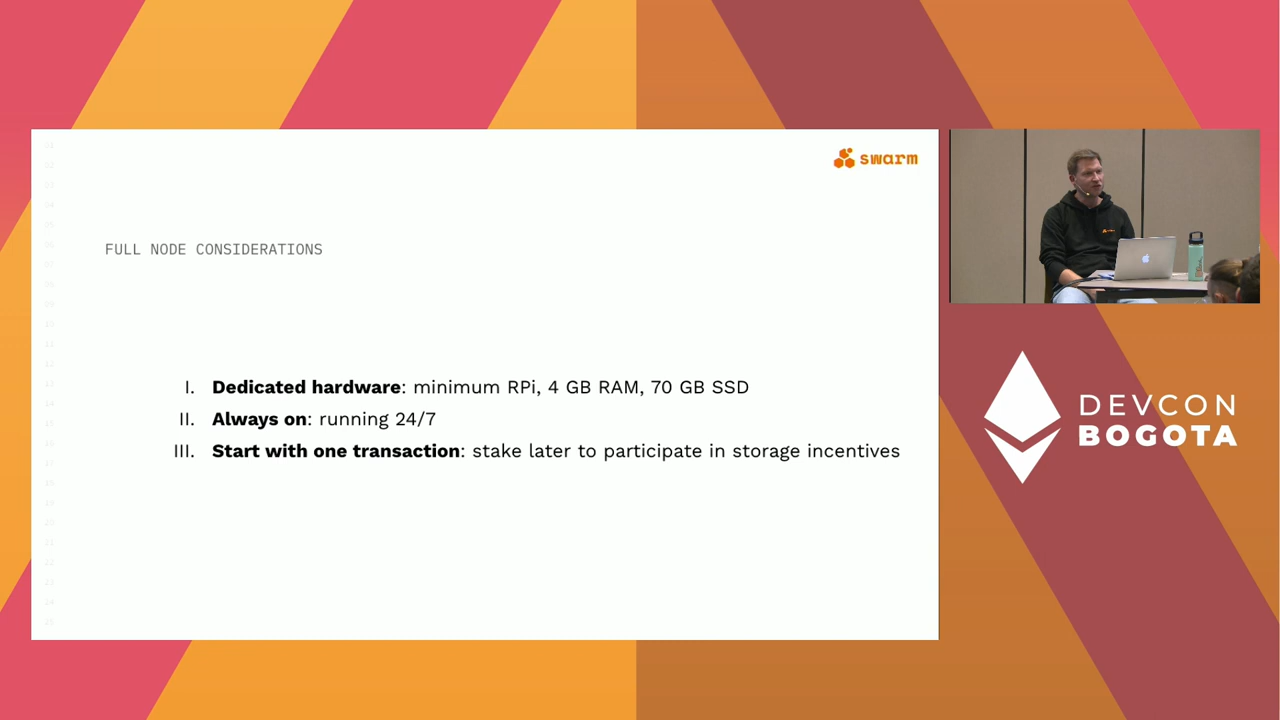 swarm
FULL NODE CONSIDERATIONS
I. Dedicated hardware: minimum RPi, 4 GB RAM, 70 GB SSD
II. Always on: running 24/7
III. Start with one transaction: stake later to participate in storage incentives
DEVCON
BOGOTA